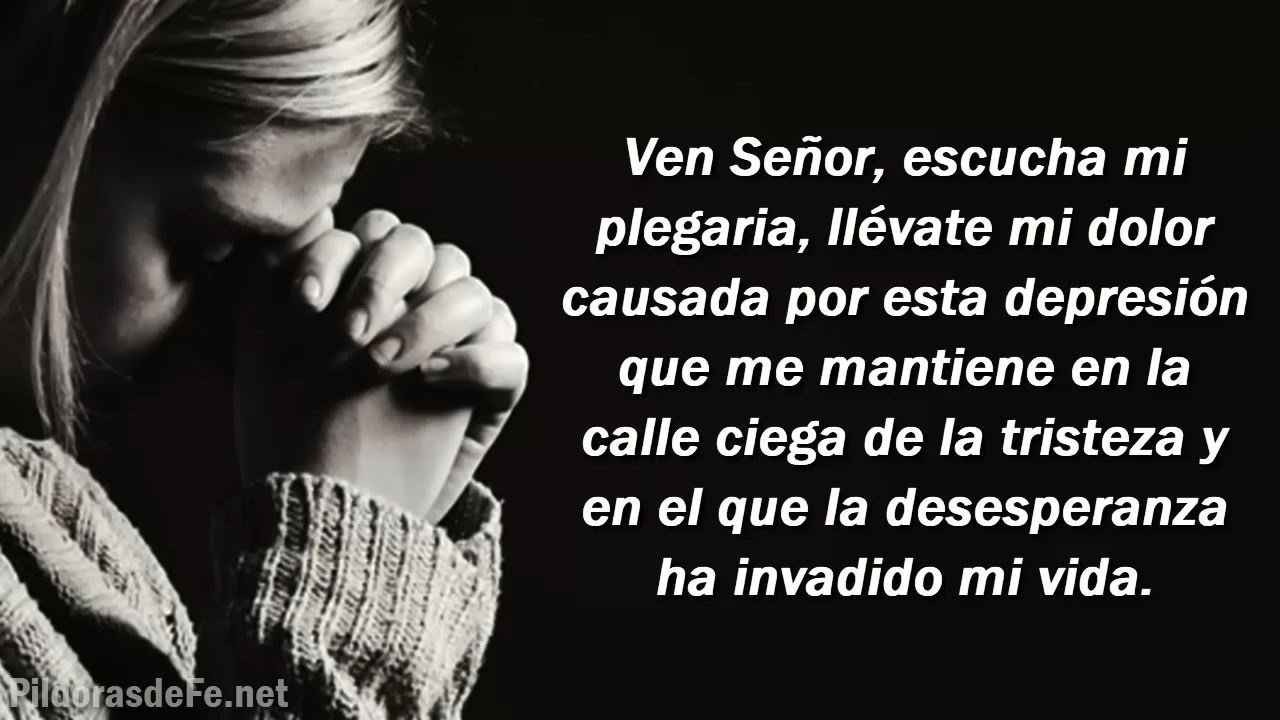 Ven Señor, escucha mi
plegaria, llévate mi dolor
causada por esta depresión
que me mantiene en la
calle ciega de la tristeza y
en el que la desesperanza
ha invadido mi vida.
PildorasdeFe.net